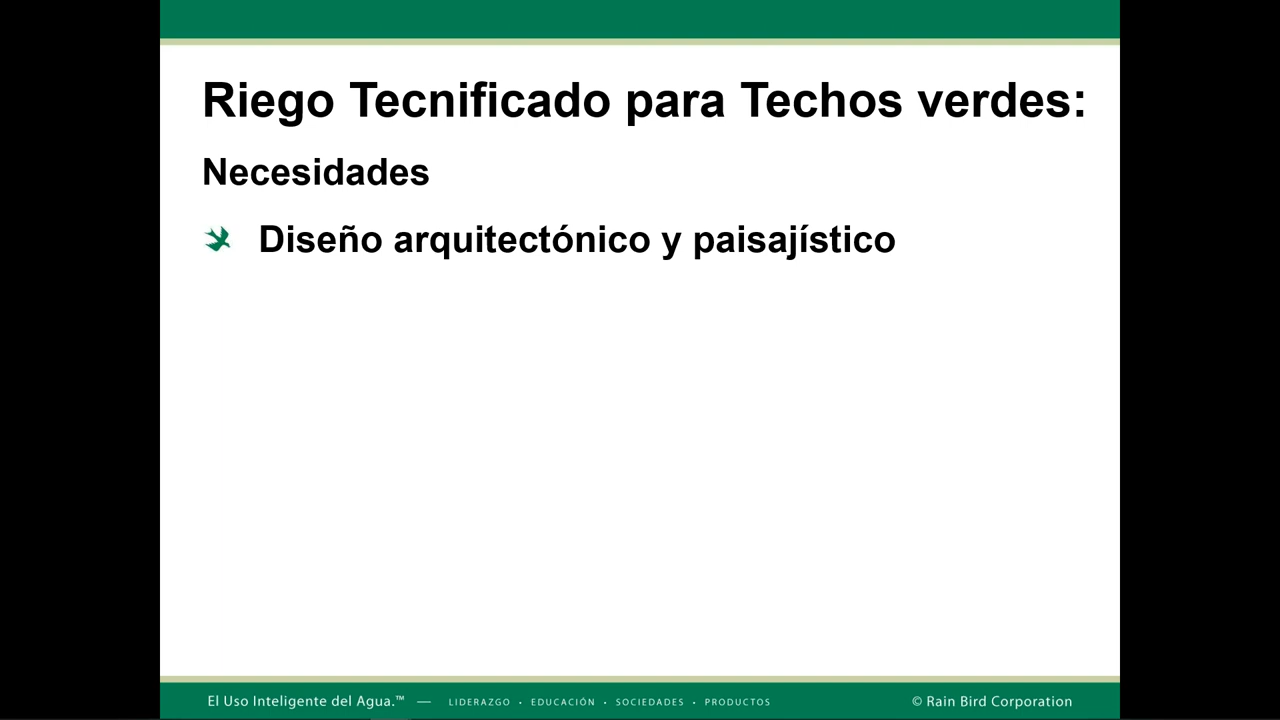 Riego Tecnificado para Techos verdes:
Necesidades
Diseño arquitectónico y paisajístico
El Uso Inteligente del Agua.™ — LIDERAZGO • EDUCACIÓN • SOCIEDADES • PRODUCTOS © Rain Bird Corporation